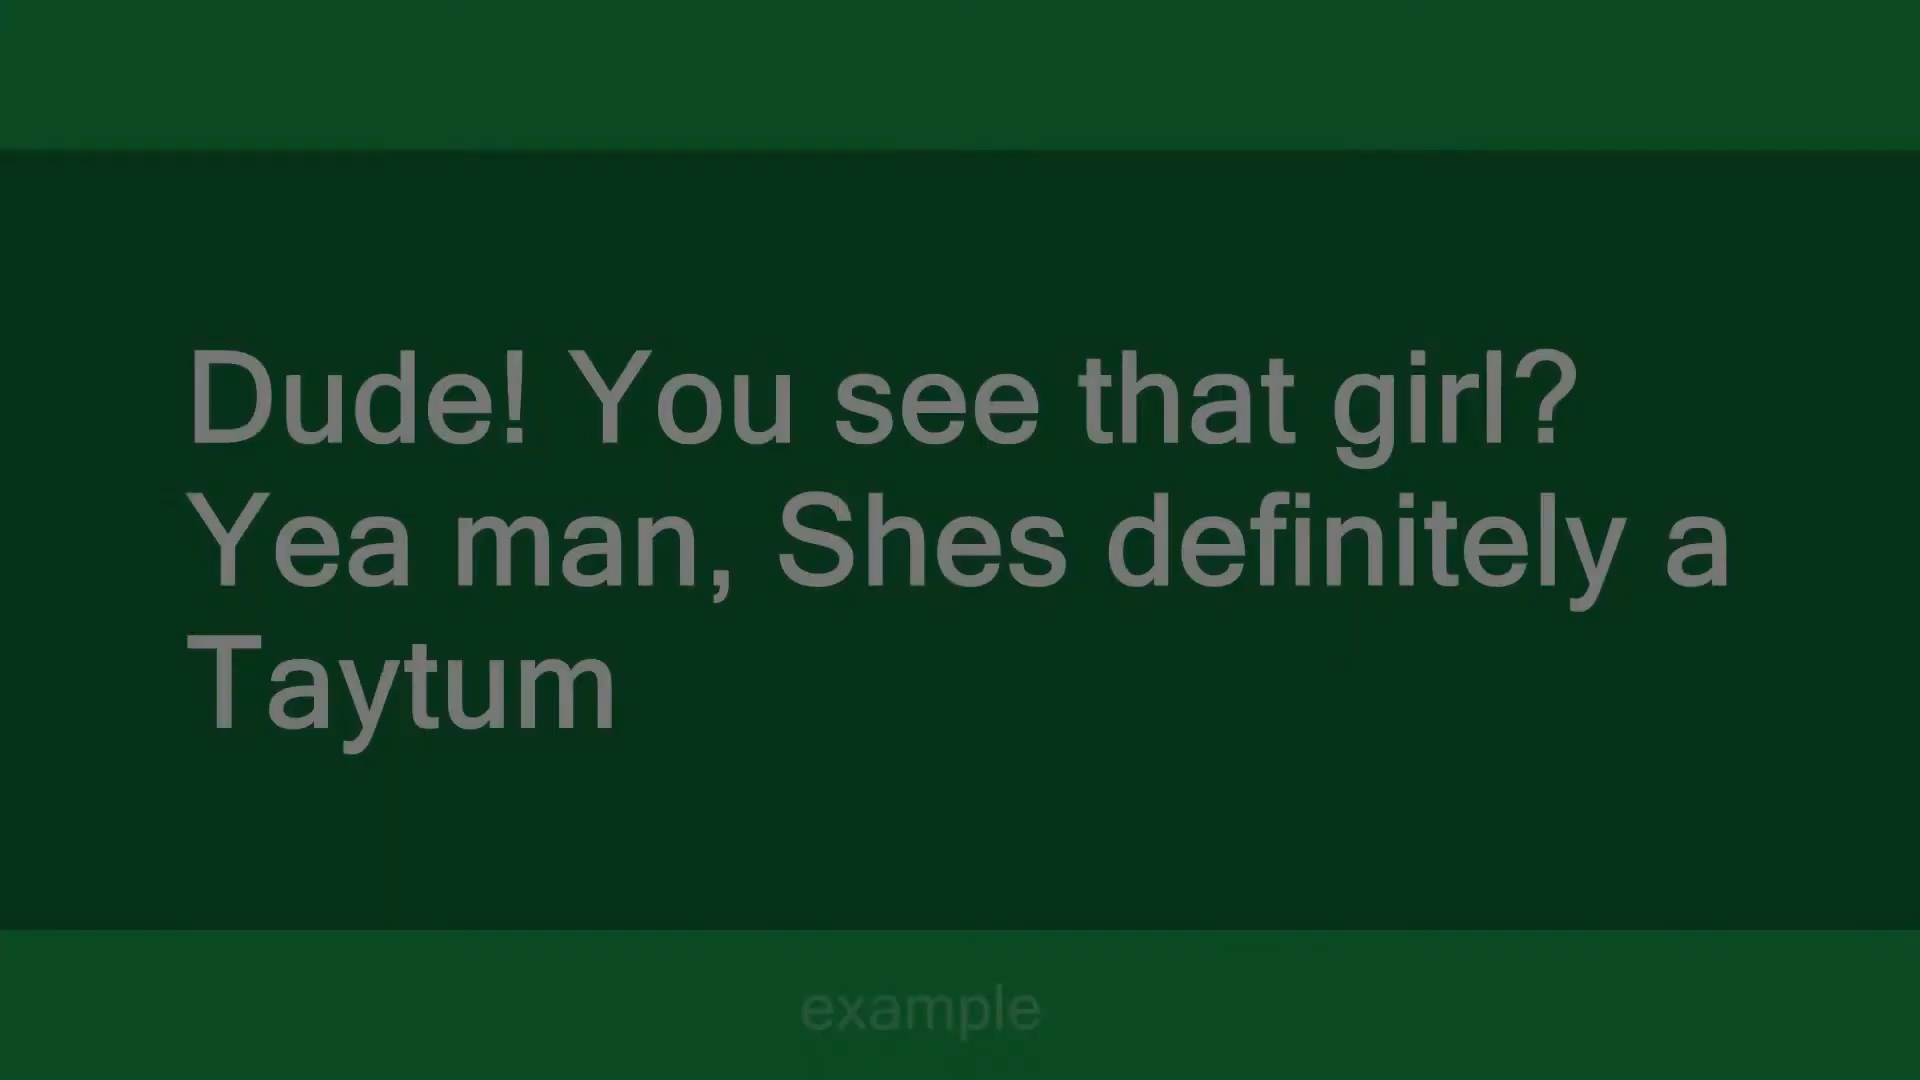 Dude! You see that girl?
Yea man, Shes definitely a
Taytum
example